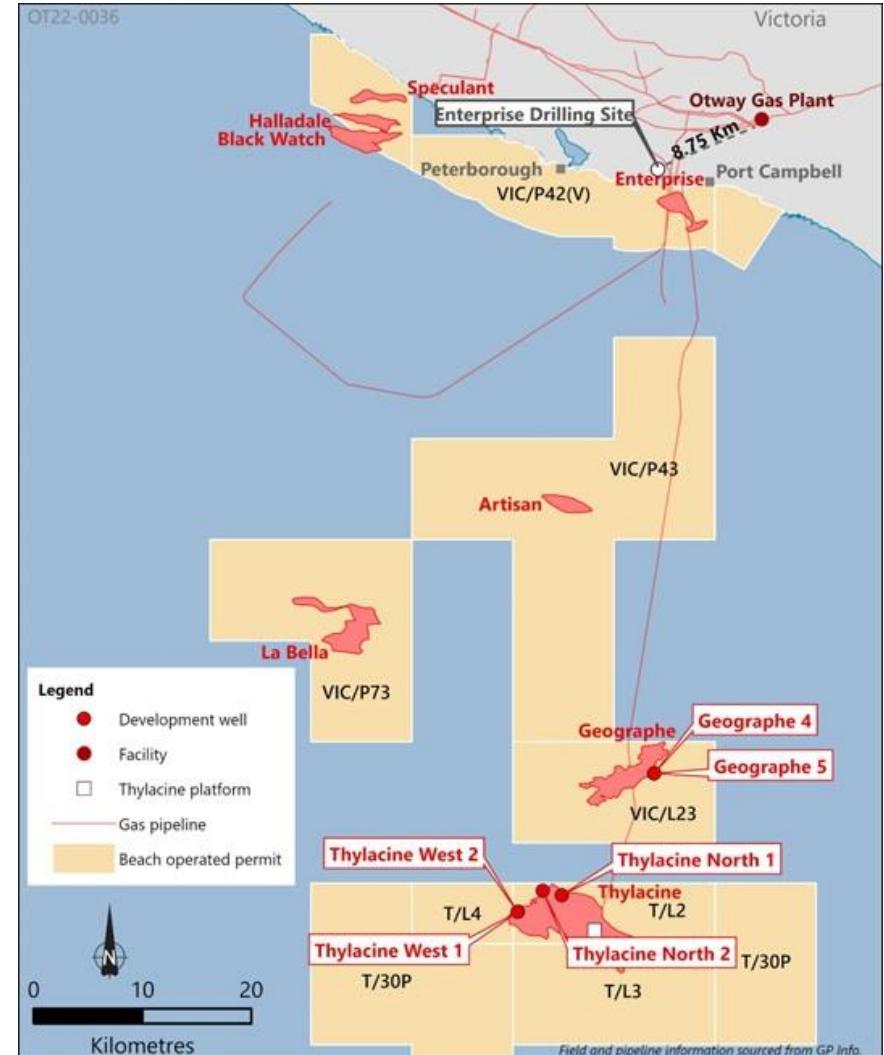 OT22-0036
Victoria
Speculant
Enterprise Drilling Site
Otway Gas Plant
Halladale
Black Watch
8.75 Km
Peterborough
Enterprise
Port Campbell
VIC/P42(V)
VIC/P43
Artisan
La Bella
VIC/P73
Geographe
Geographe 4
Geographe 5
VIC/L23
Legend
Development well
Facility
Thylacine platform
Gas pipeline
Beach operated permit
Thylacine West 2
Thylacine North 1
Thylacine
T/L4
T/L2
Thylacine West 1
Thylacine North 2
T/30P
T/30P
T/L3
N
0 10 20
Kilometres
Field and pipeline information sourced from GP Info.